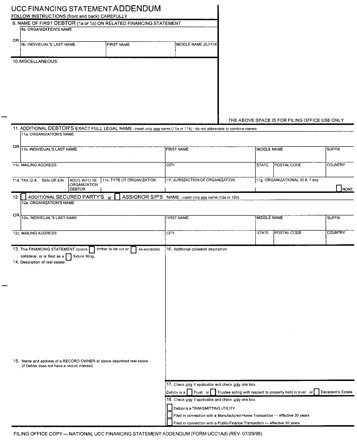 UCC FINANCING STATEMENT ADDENDUM
FOLLOW INSTRUCTIONS (front and back) CAREFULLY
9. NAME OF FIRST DEBTOR (1a or 1b) ON RELATED FINANCING STATEMENT
9a. ORGANIZATION'S NAME
OR
9b. INDIVIDUAL'S LAST NAME FIRST NAME MIDDLE NAME, SUFFIX
10. MISCELLANEOUS:
THE ABOVE SPACE IS FOR FILING OFFICE USE ONLY
11. ADDITIONAL DEBTOR'S EXACT FULL LEGAL NAME - insert only one name (11a or 11b) - do not abbreviate or combine names
11a. ORGANIZATION'S NAME
OR
11b. INDIVIDUAL'S LAST NAME FIRST NAME MIDDLE NAME SUFFIX
11c. MAILING ADDRESS CITY STATE POSTAL CODE COUNTRY
11d. TAX ID #: SSN OR EIN ADD'L INFO RE ORGANIZATION DEBTOR 11e. TYPE OF ORGANIZATION 11f. JURISDICTION OF ORGANIZATION 11g. ORGANIZATIONAL ID #, if any
NONE
12. ADDITIONAL SECURED PARTY'S or ASSIGNOR S/P'S NAME - insert only one name (12a or 12b)
12a. ORGANIZATION'S NAME
OR
12b. INDIVIDUAL'S LAST NAME FIRST NAME MIDDLE NAME SUFFIX
12c. MAILING ADDRESS CITY STATE POSTAL CODE COUNTRY
13. This FINANCING STATEMENT covers timber to be cut or as-extracted
collateral, or is filed as a fixture filing.
14. Description of real estate:
16. Additional collateral description:
15. Name and address of a RECORD OWNER of above-described real estate
(if Debtor does not have a record interest):
17. Check only if applicable and check only one box.
Debtor is a Trust or Trustee acting with respect to property held in trust or Decedent's Estate
18. Check only if applicable and check only one box.
Debtor is a TRANSMITTING UTILITY
Filed in connection with a Manufactured-Home Transaction — effective 30 years
Filed in connection with a Public-Finance Transaction — effective 30 years
FILING OFFICE COPY — NATIONAL UCC FINANCING STATEMENT ADDENDUM (FORM UCC1Ad) (REV. 07/29/98)